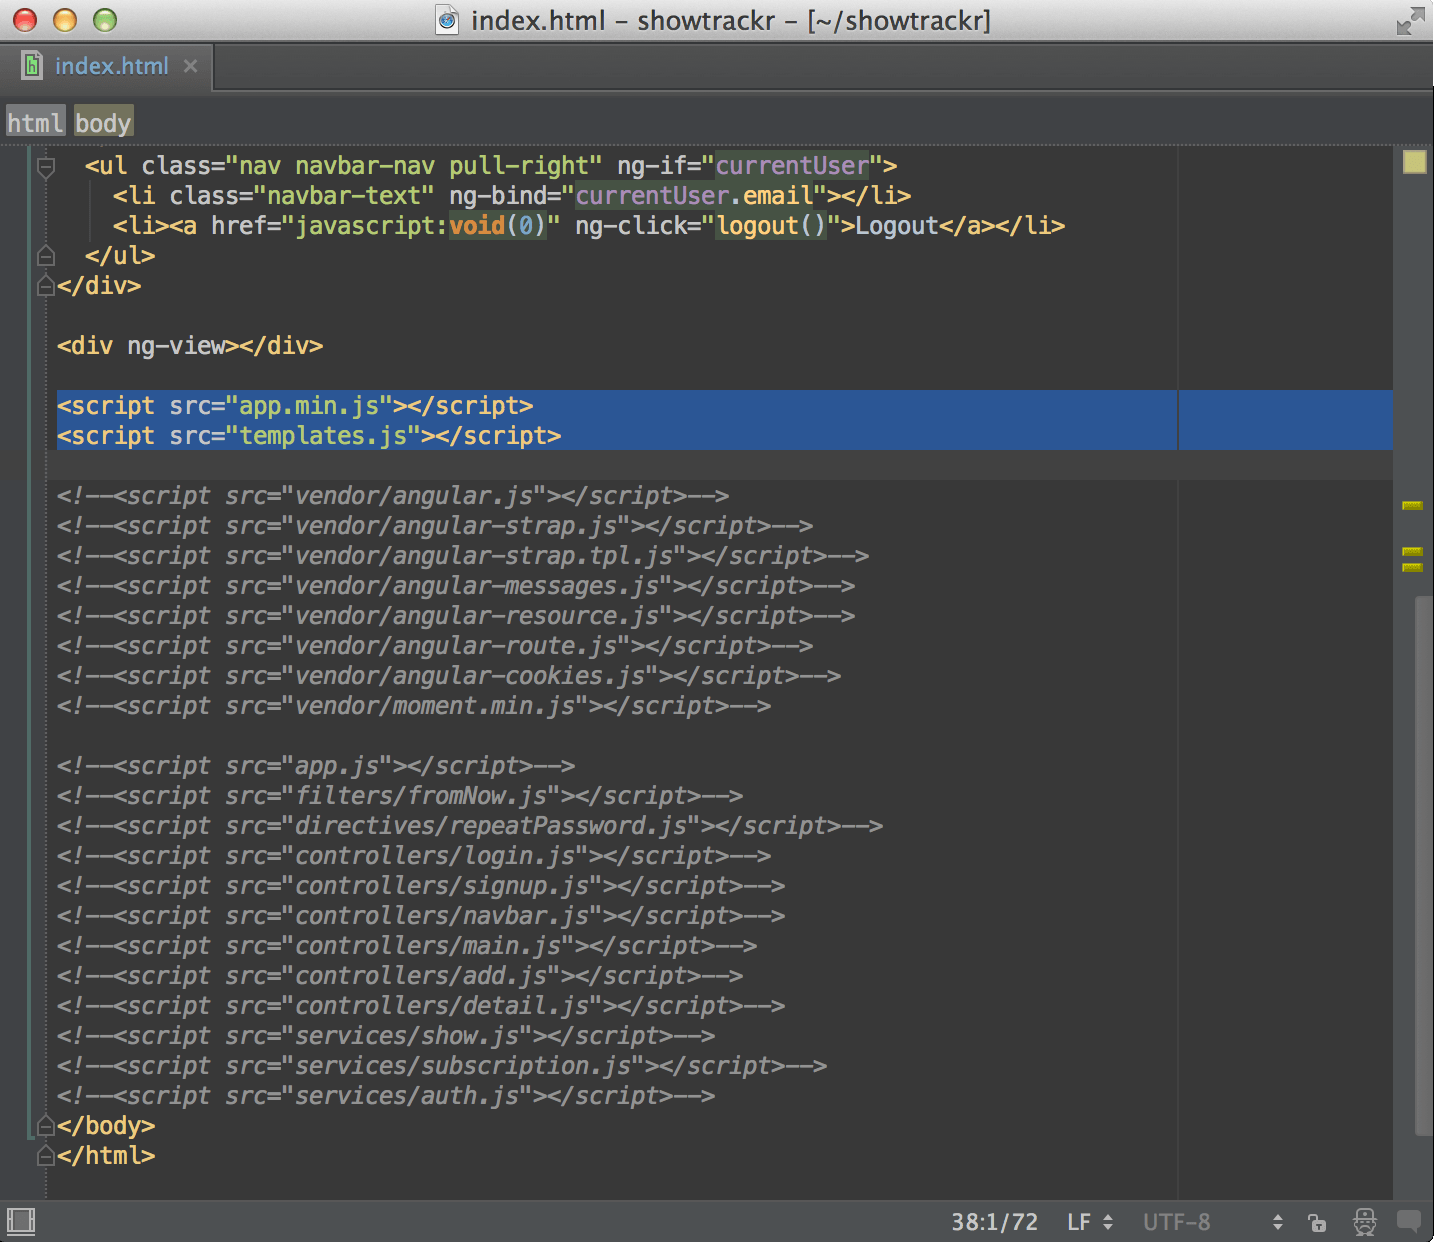 index.html – showtrackr – [~/showtrackr]
index.html
html body
<ul class="nav navbar-nav pull-right" ng-if="currentUser">
<li class="navbar-text" ng-bind="currentUser.email"></li>
<li><a href="javascript:void(0)" ng-click="logout()">Logout</a></li>
</ul>
</div>
<div ng-view></div>
<script src="app.min.js"></script>
<script src="templates.js"></script>
<!--<script src="vendor/angular.js"></script>-->
<!--<script src="vendor/angular-strap.js"></script>-->
<!--<script src="vendor/angular-strap.tpl.js"></script>-->
<!--<script src="vendor/angular-messages.js"></script>-->
<!--<script src="vendor/angular-resource.js"></script>-->
<!--<script src="vendor/angular-route.js"></script>-->
<!--<script src="vendor/angular-cookies.js"></script>-->
<!--<script src="vendor/moment.min.js"></script>-->
<!--<script src="app.js"></script>-->
<!--<script src="filters/fromNow.js"></script>-->
<!--<script src="directives/repeatPassword.js"></script>-->
<!--<script src="controllers/login.js"></script>-->
<!--<script src="controllers/signup.js"></script>-->
<!--<script src="controllers/navbar.js"></script>-->
<!--<script src="controllers/main.js"></script>-->
<!--<script src="controllers/add.js"></script>-->
<!--<script src="controllers/detail.js"></script>-->
<!--<script src="services/show.js"></script>-->
<!--<script src="services/subscription.js"></script>-->
<!--<script src="services/auth.js"></script>-->
</body>
</html>
38:1/72 LF UTF-8